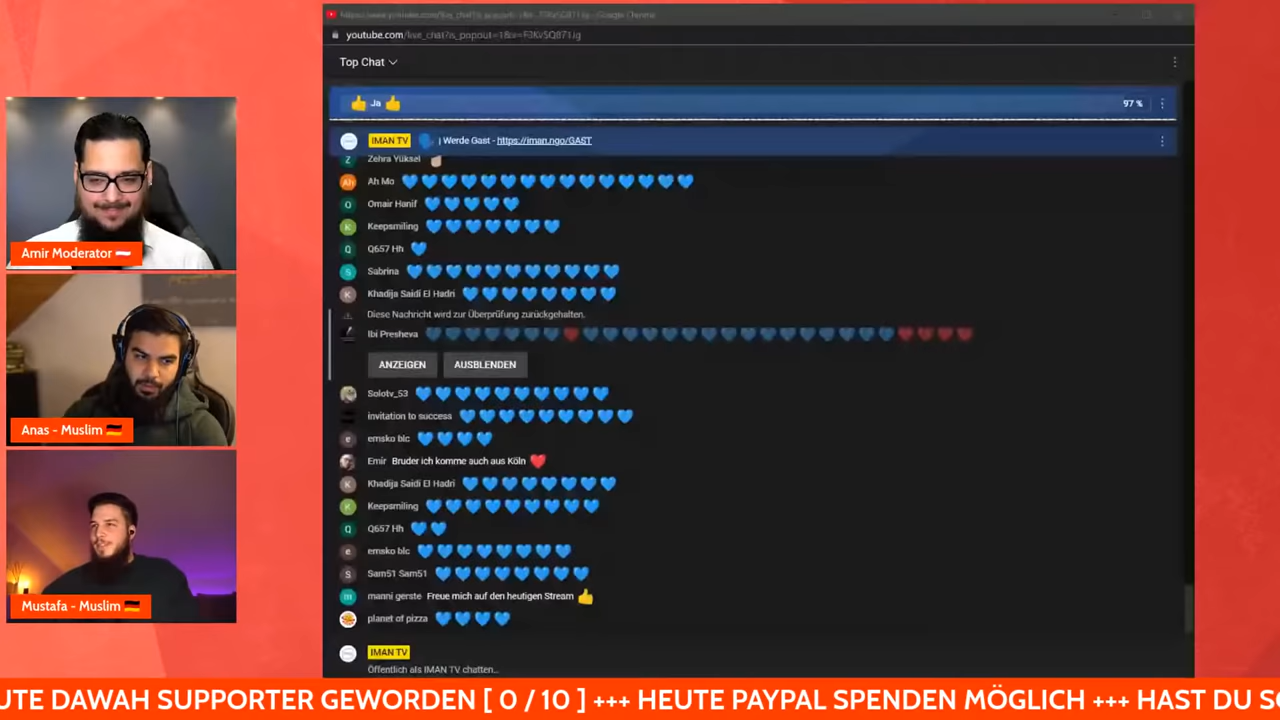 youtube.com/live_chat?is_popout=1&v=F3KvSQ871Jg
Top Chat
Ja
97 %
IMAN TV | Werde Gast - https://iman.ngo/GAST
Zehra Yüksel
Ah Mo
Omair Hanif
Keepsmiling
Q657 Hh
Sabrina
Khadija Saidi El Hadri
Diese Nachricht wird zur Überprüfung zurückgehalten.
Ibi Presheva
ANZEIGEN AUSBLENDEN
Solotv_53
invitation to success
emsko blc
Emir Bruder ich komme auch aus Köln
Khadija Saidi El Hadri
Keepsmiling
Q657 Hh
emsko blc
Sam51 Sam51
manni gerste Freue mich auf den heutigen Stream
planet of pizza
IMAN TV
Öffentlich als IMAN TV chatten...
Amir Moderator
Anas - Muslim
Mustafa - Muslim
UTE DAWAH SUPPORTER GEWORDEN [ 0 / 10 ] +++ HEUTE PAYPAL SPENDEN MÖGLICH +++ HAST DU SC